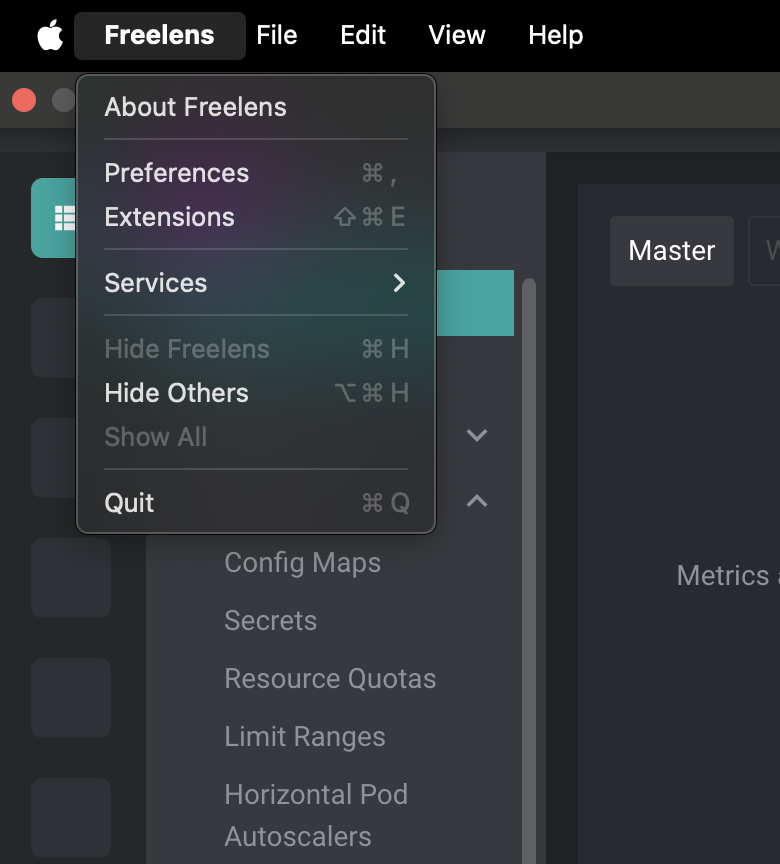 Freelens File Edit View Help
About Freelens
Preferences ⌘ ,
Extensions ⇧ ⌘ E
Services
Hide Freelens ⌘ H
Hide Others ⌥ ⌘ H
Show All
Quit ⌘ Q
Config Maps
Secrets
Resource Quotas
Limit Ranges
Horizontal Pod
Autoscalers
Master
Metrics